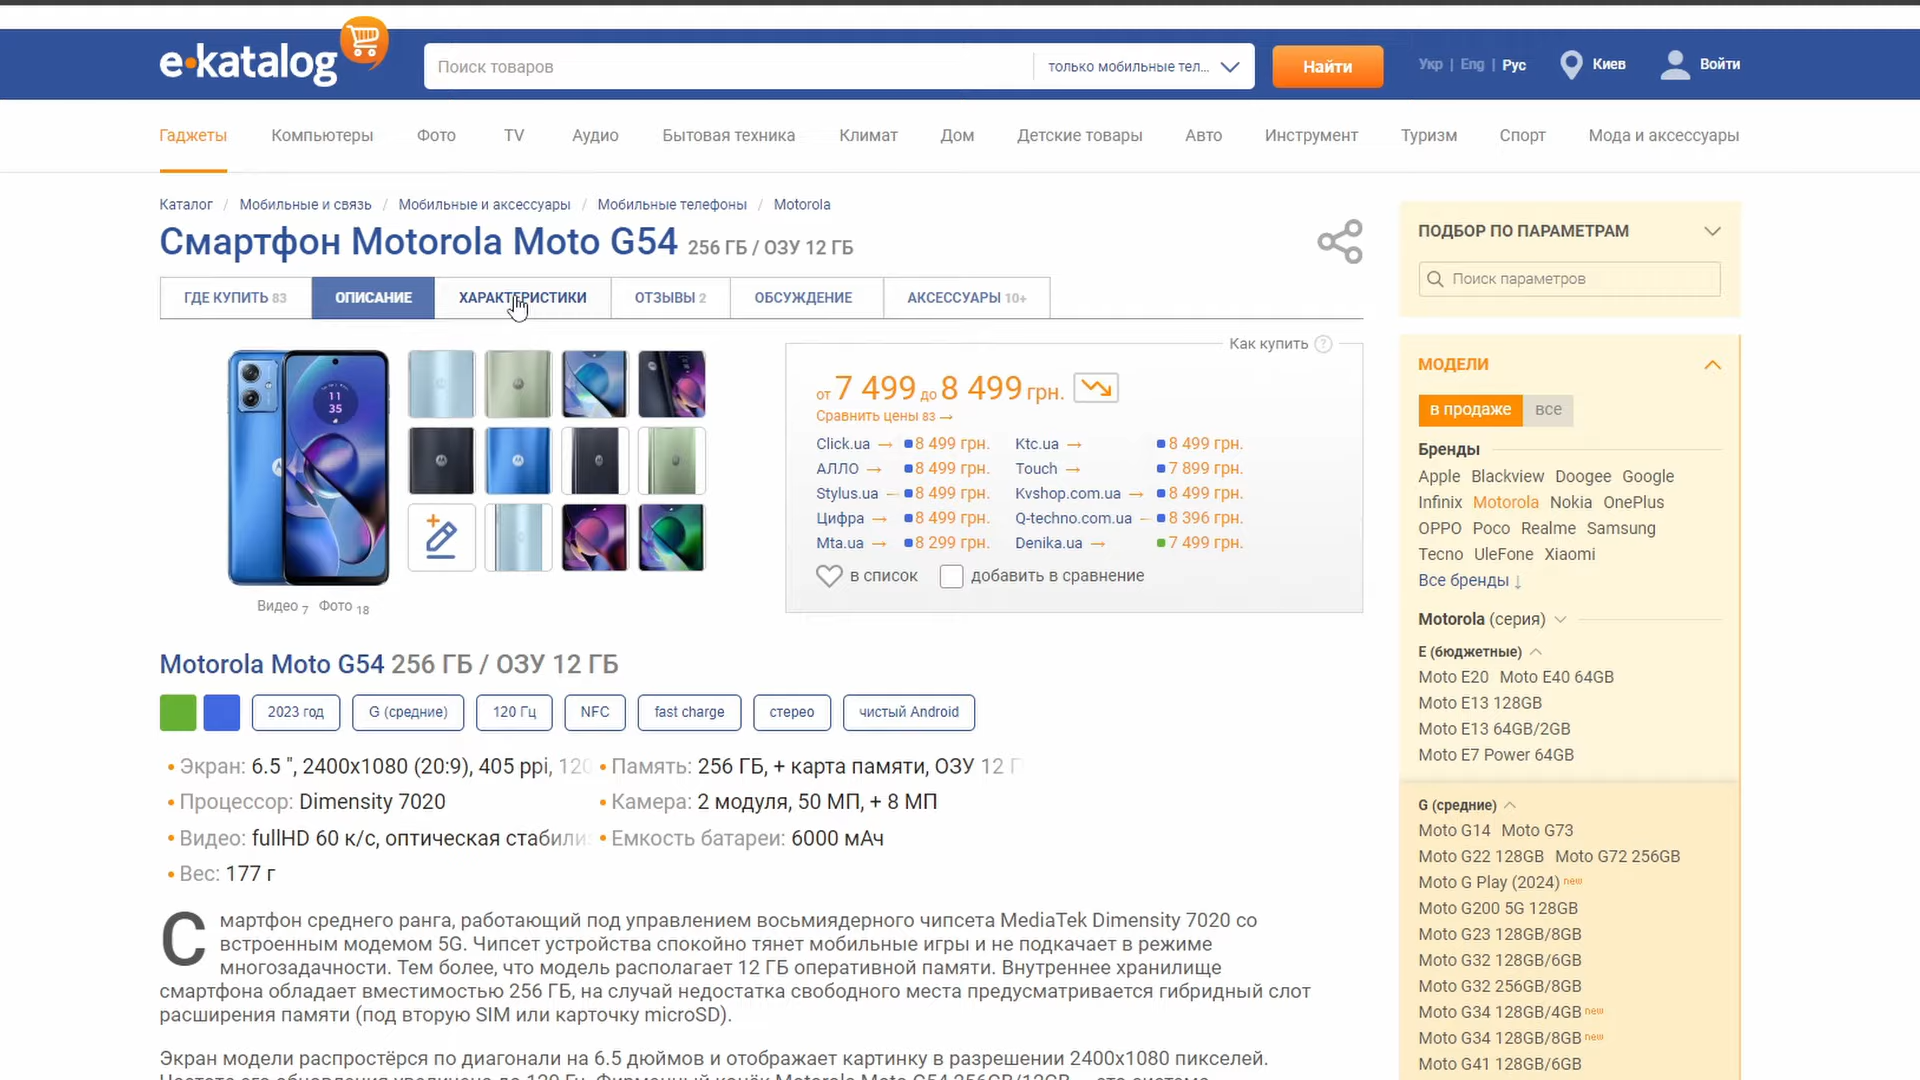 e·katalog
Поиск товаров
только мобильные тел...
Найти
Укр | Eng | Рус
Киев
Войти
Гаджеты Компьютеры Фото TV Аудио Бытовая техника Климат Дом Детские товары Авто Инструмент Туризм Спорт Мода и аксессуары
Каталог / Мобильные и связь / Мобильные и аксессуары / Мобильные телефоны / Motorola
Смартфон Motorola Moto G54 256 ГБ / ОЗУ 12 ГБ
ГДЕ КУПИТЬ 83 ОПИСАНИЕ ХАРАКТЕРИСТИКИ ОТЗЫВЫ 2 ОБСУЖДЕНИЕ АКСЕССУАРЫ 10+
11
35
Видео 7 Фото 18
Как купить ?
от 7 499 до 8 499 грн.
Сравнить цены 83 →
Click.ua → 8 499 грн. Ktc.ua → 8 499 грн.
АЛЛО → 8 499 грн. Touch → 7 899 грн.
Stylus.ua 8 499 грн. Kvshop.com.ua → 8 499 грн.
Цифра → 8 499 грн. Q-techno.com.ua 8 396 грн.
Mta.ua → 8 299 грн. Denika.ua → 7 499 грн.
в список добавить в сравнение
Motorola Moto G54 256 ГБ / ОЗУ 12 ГБ
2023 год G (средние) 120 Гц NFC fast charge стерео чистый Android
• Экран: 6.5 ", 2400x1080 (20:9), 405 ppi, 120
• Память: 256 ГБ, + карта памяти, ОЗУ 12 Г
• Процессор: Dimensity 7020
• Камера: 2 модуля, 50 МП, + 8 МП
• Видео: fullHD 60 к/с, оптическая стабилиз
• Емкость батареи: 6000 мАч
• Вес: 177 г
Смартфон среднего ранга, работающий под управлением восьмиядерного чипсета MediaTek Dimensity 7020 со
встроенным модемом 5G. Чипсет устройства спокойно тянет мобильные игры и не подкачает в режиме
многозадачности. Тем более, что модель располагает 12 ГБ оперативной памяти. Внутреннее хранилище
смартфона обладает вместимостью 256 ГБ, на случай недостатка свободного места предусматривается гибридный слот
расширения памяти (под вторую SIM или карточку microSD).
Экран модели распростёрся по диагонали на 6.5 дюймов и отображает картинку в разрешении 2400x1080 пикселей.
ПОДБОР ПО ПАРАМЕТРАМ
Поиск параметров
МОДЕЛИ
в продаже все
Бренды
Apple Blackview Doogee Google
Infinix Motorola Nokia OnePlus
OPPO Poco Realme Samsung
Tecno UleFone Xiaomi
Все бренды ↓
Motorola (серия)
E (бюджетные)
Moto E20 Moto E40 64GB
Moto E13 128GB
Moto E13 64GB/2GB
Moto E7 Power 64GB
G (средние)
Moto G14 Moto G73
Moto G22 128GB Moto G72 256GB
Moto G Play (2024) new
Moto G200 5G 128GB
Moto G23 128GB/8GB
Moto G32 128GB/6GB
Moto G32 256GB/8GB
Moto G34 128GB/4GB new
Moto G34 128GB/8GB new
Moto G41 128GB/6GB